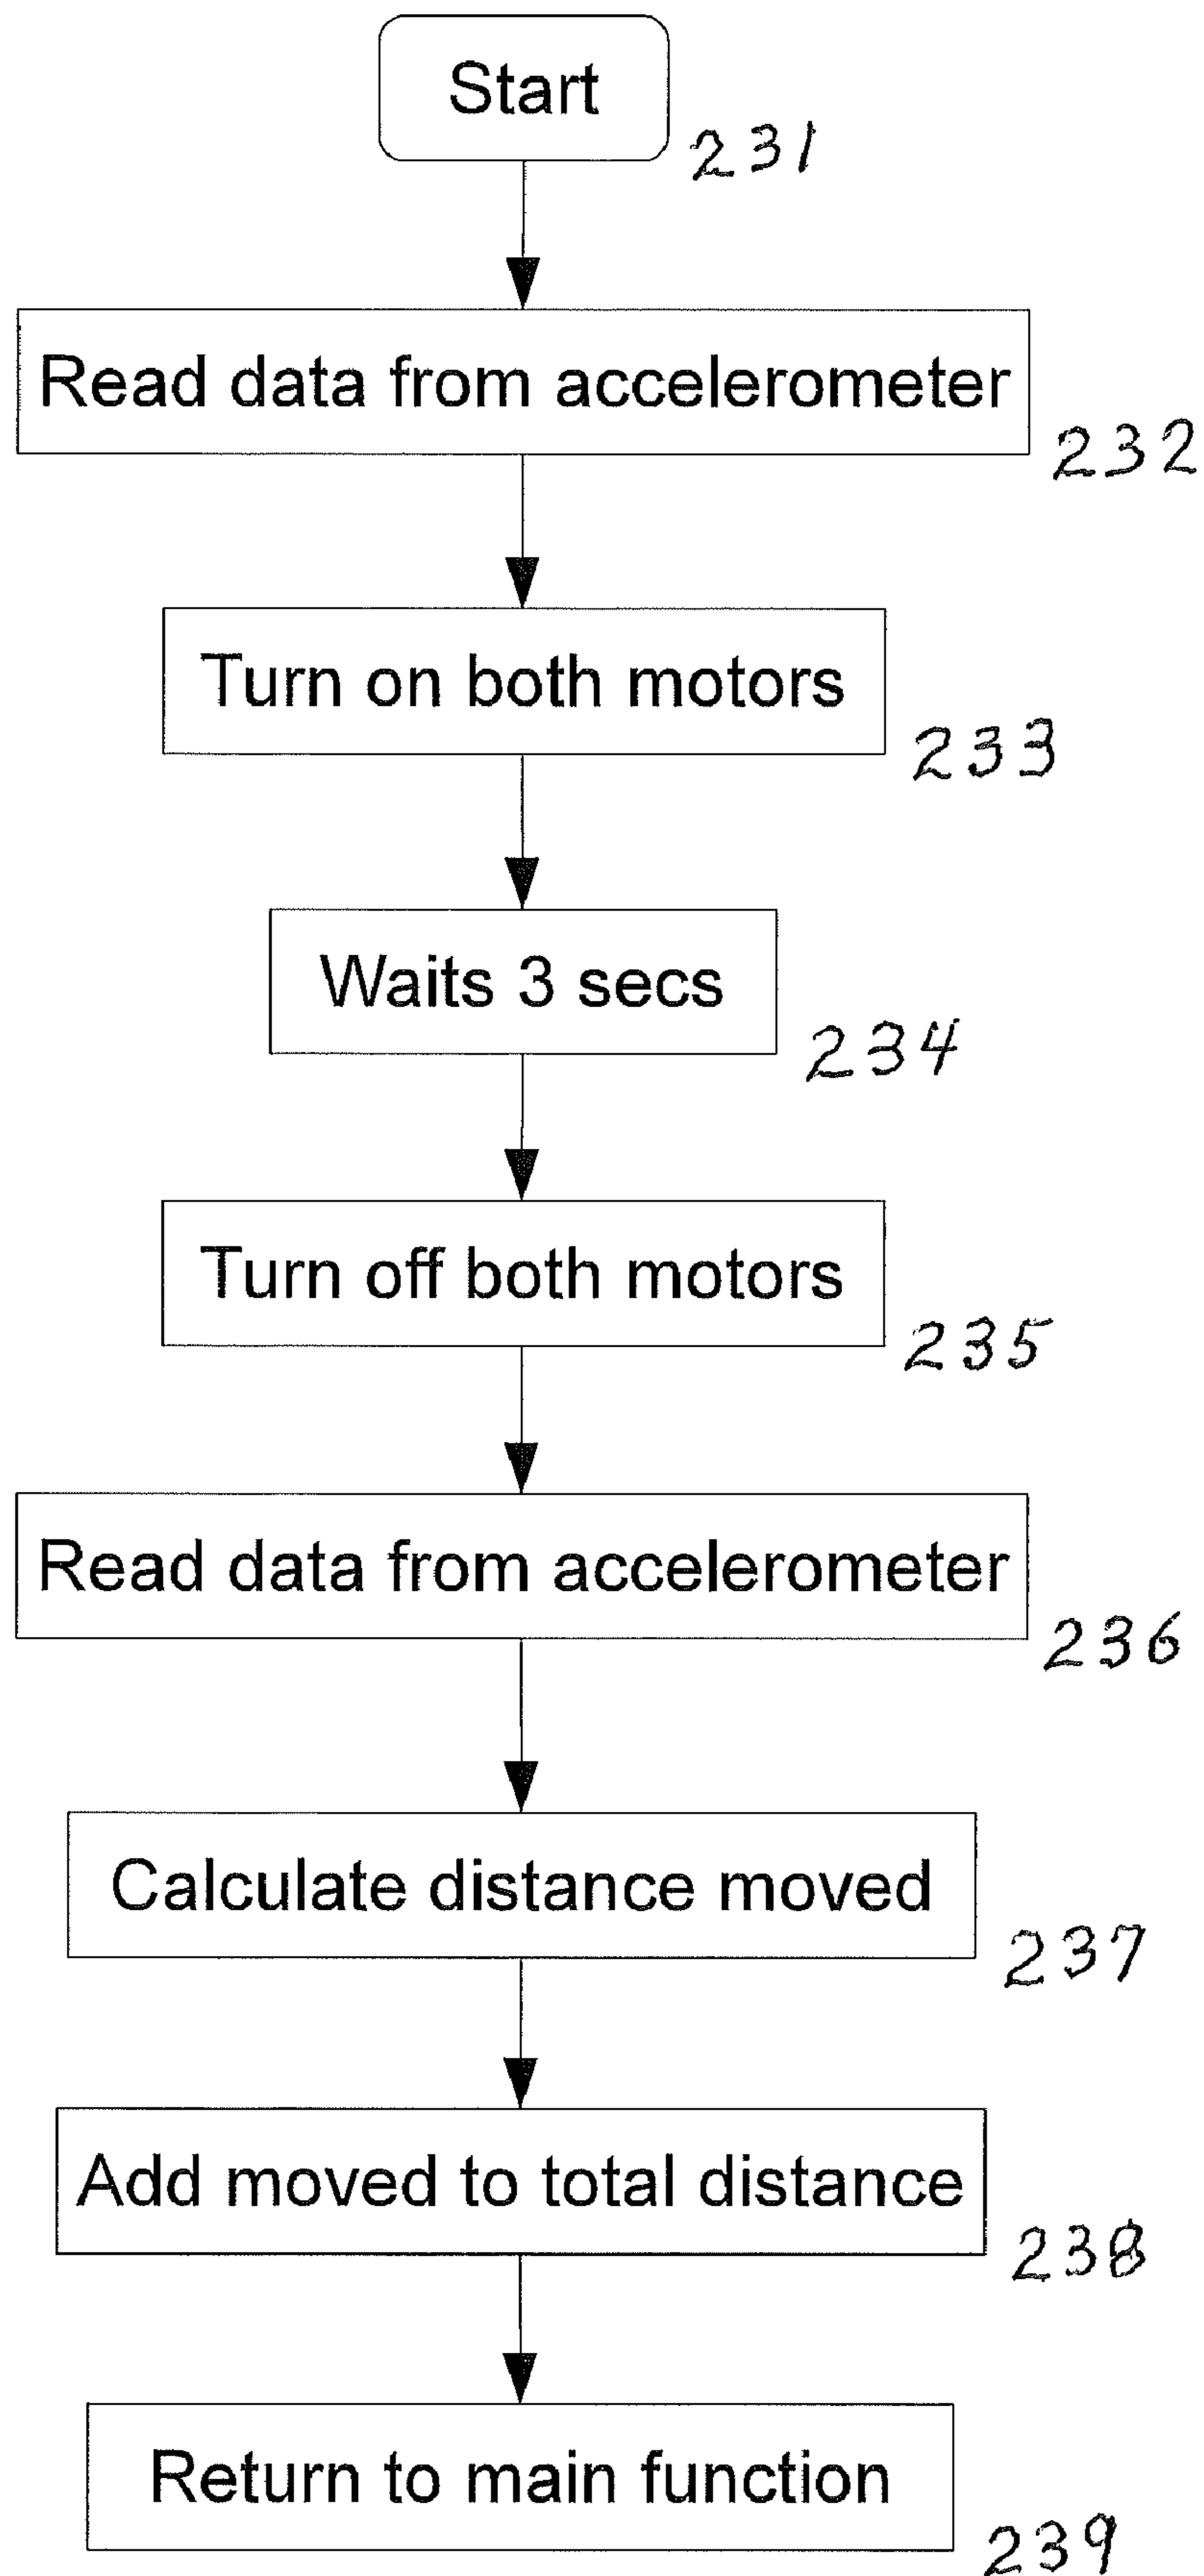 Start
231
Read data from accelerometer
232
Turn on both motors
233
Waits 3 secs
234
Turn off both motors
235
Read data from accelerometer
236
Calculate distance moved
237
Add moved to total distance
238
Return to main function
239